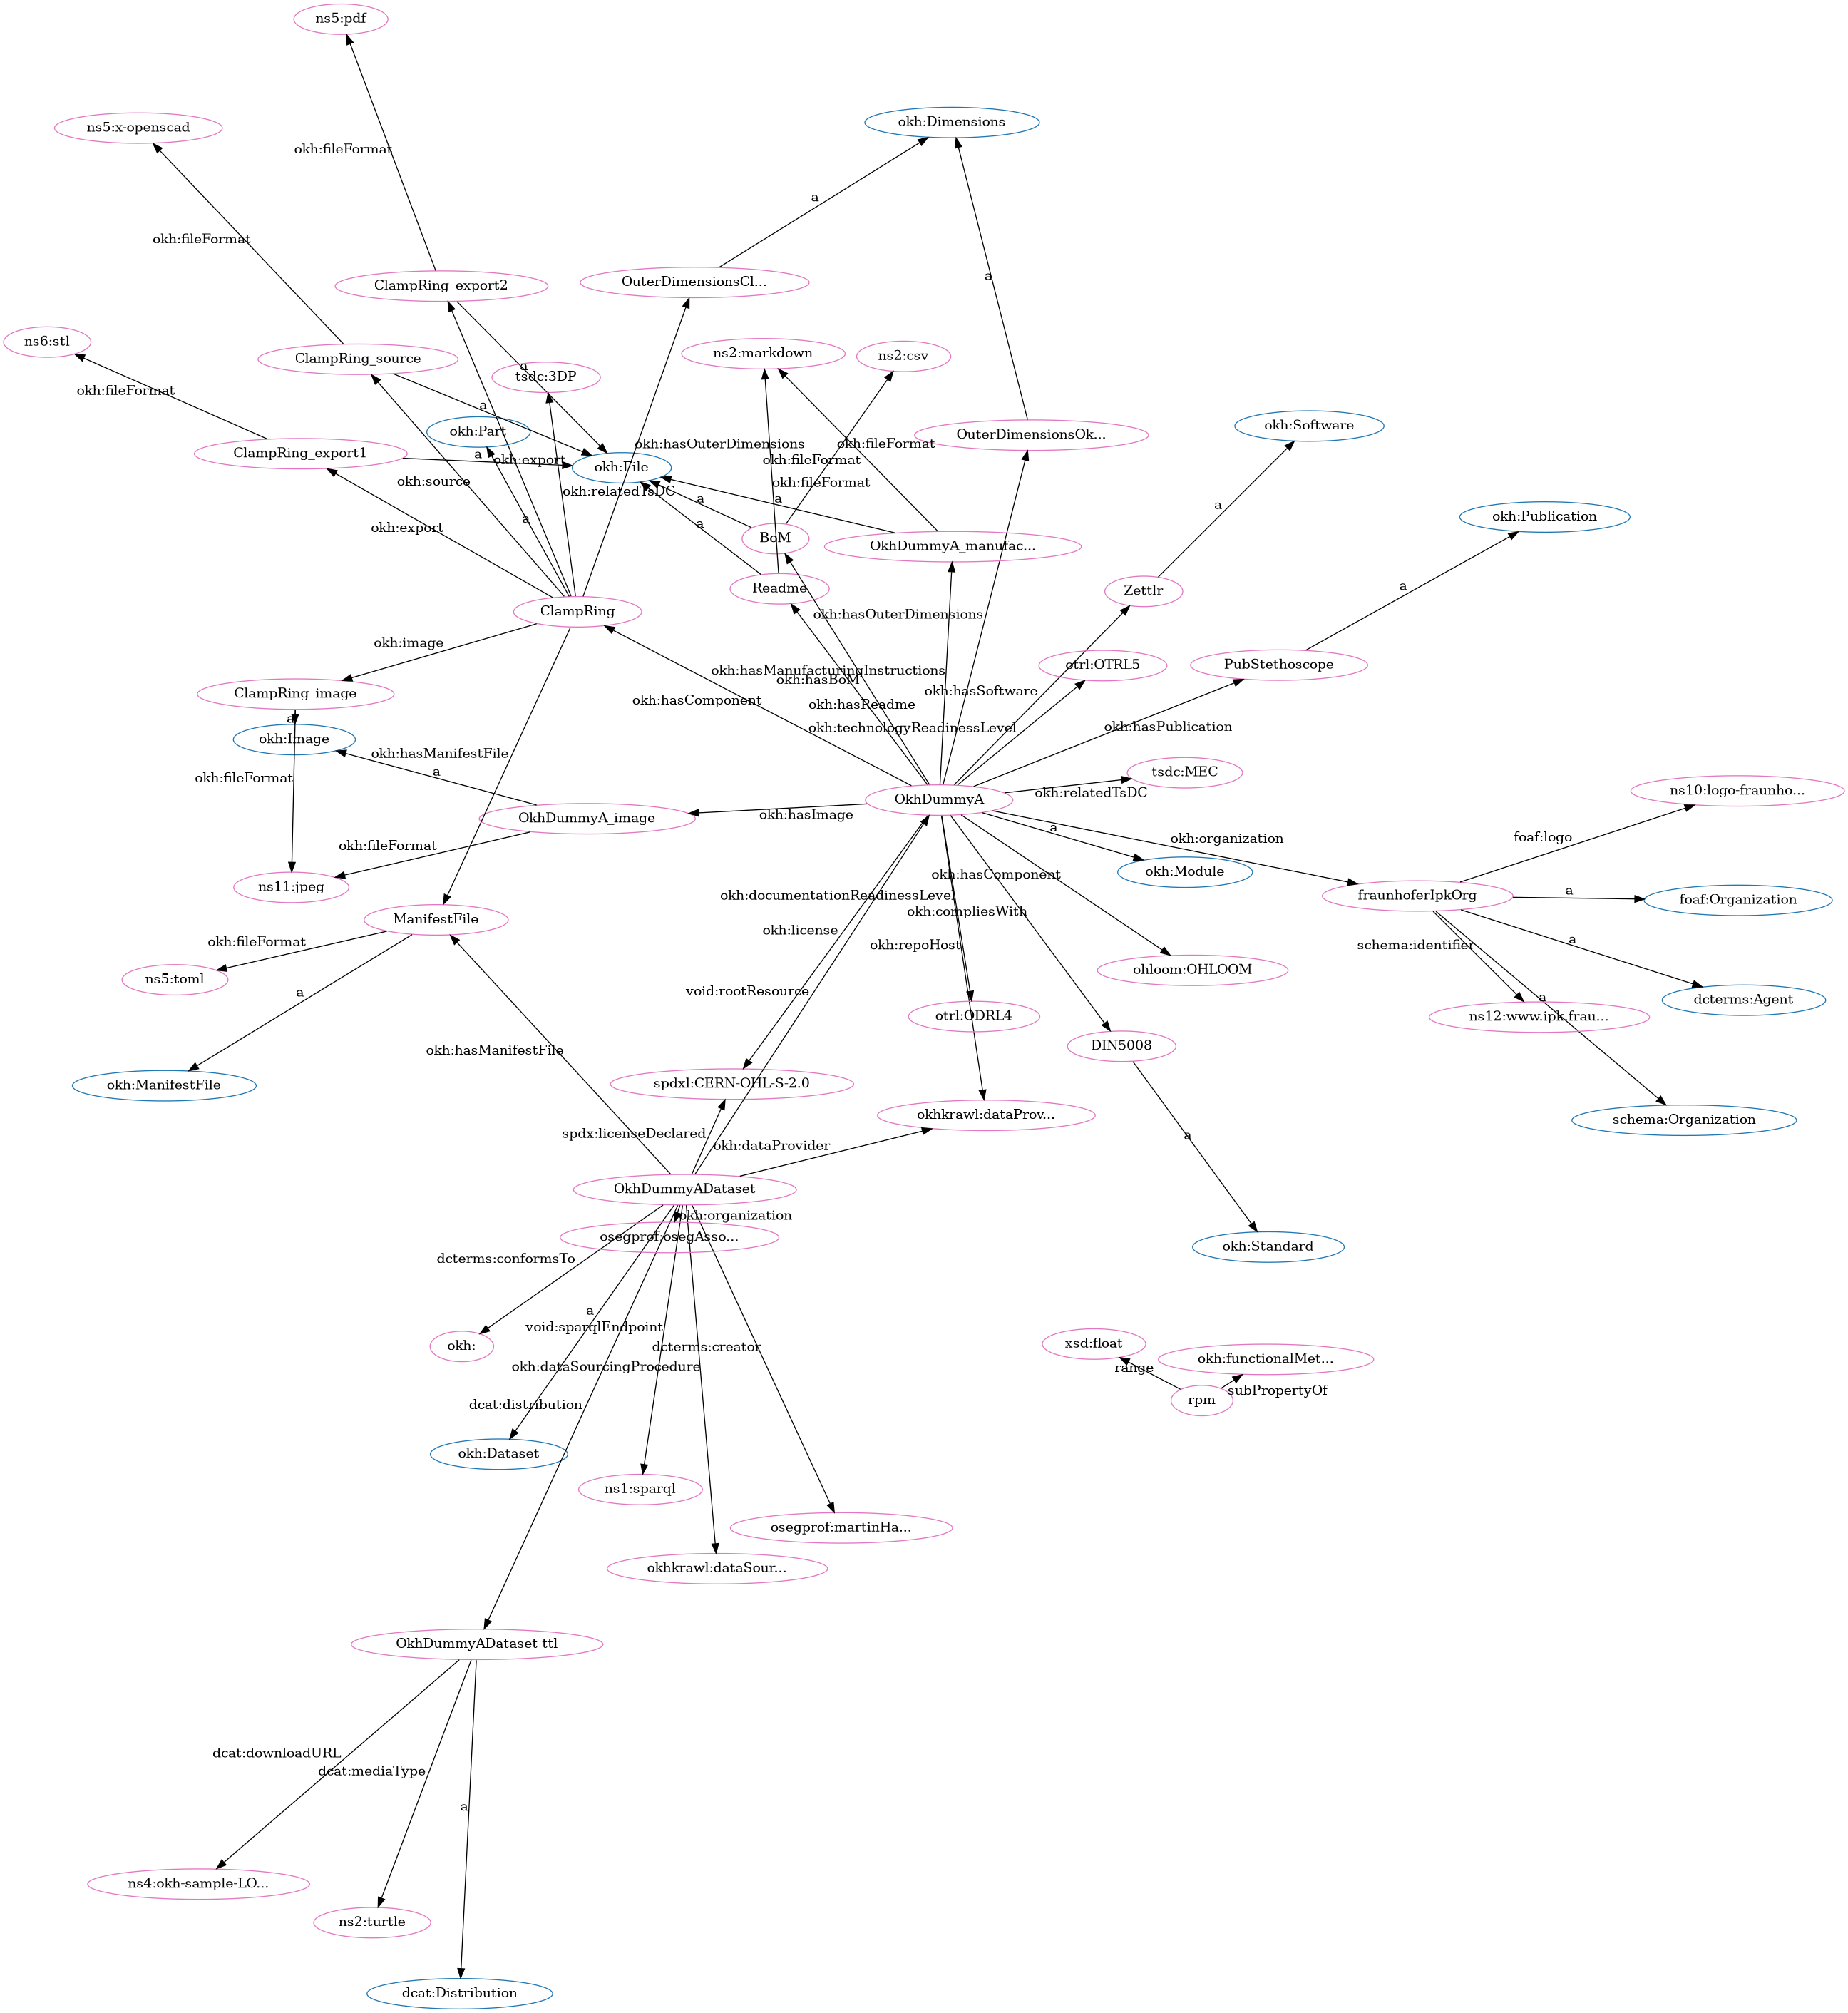 ns5:pdf
okh:Dimensions
ns5:x-openscad
okh:fileFormat
a
okh:fileFormat
a
OuterDimensionsCl...
ClampRing_export2
ns6:stl
ns2:markdown
ns2:csv
ClampRing_source
a
tsdc:3DP
okh:fileFormat
a
okh:Software
okh:Part
OuterDimensionsOk...
okh:hasOuterDimensions
okh:fileFormat
ClampRing_export1
a
okh:export
okh:fileFormat
okh:File
okh:source
okh:fileFormat
okh:relatedTsDC
a
a
a
okh:Publication
a
a
okh:export
BoM
OkhDummyA_manufac...
a
Readme
Zettlr
ClampRing
okh:hasOuterDimensions
okh:image
otrl:OTRL5
PubStethoscope
okh:hasManufacturingInstructions
okh:hasBoM
okh:hasSoftware
ClampRing_image
okh:hasComponent
okh:hasReadme
a
okh:technologyReadinessLevel
okh:hasPublication
okh:Image
okh:hasManifestFile
a
tsdc:MEC
okh:fileFormat
okh:relatedTsDC
ns10:logo-fraunho...
OkhDummyA
okh:hasImage
OkhDummyA_image
a
okh:organization
foaf:logo
okh:fileFormat
okh:hasComponent
okh:Module
ns11:jpeg
okh:documentationReadinessLevel
a
fraunhoferIpkOrg
foaf:Organization
okh:compliesWith
ManifestFile
okh:license
okh:fileFormat
okh:repoHost
schema:identifier
a
ohloom:OHLOOM
ns5:toml
void:rootResource
a
a
dcterms:Agent
otrl:ODRL4
ns12:www.ipk.frau...
DIN5008
okh:hasManifestFile
okh:ManifestFile
spdxl:CERN-OHL-S-2.0
okhkrawl:dataProv...
schema:Organization
spdx:licenseDeclared
a
okh:dataProvider
OkhDummyADataset
okh:organization
osegprof:osegAsso...
okh:Standard
dcterms:conformsTo
a
void:sparqlEndpoint
xsd:float
okh:
dcterms:creator
okh:functionalMet...
okh:dataSourcingProcedure
range
subPropertyOf
rpm
dcat:distribution
okh:Dataset
ns1:sparql
osegprof:martinHa...
okhkrawl:dataSour...
OkhDummyADataset-ttl
dcat:downloadURL
dcat:mediaType
a
ns4:okh-sample-LO...
ns2:turtle
dcat:Distribution